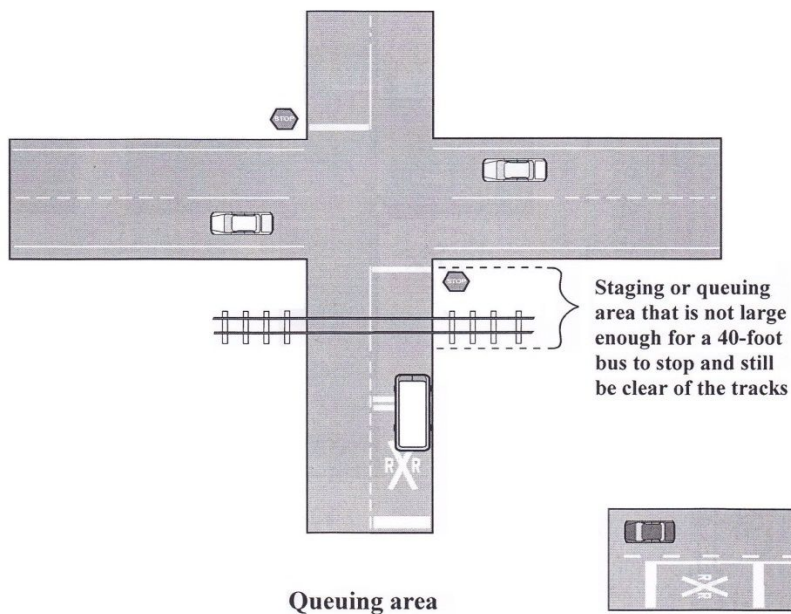 STOP
STOP
Staging or queuing
area that is not large
enough for a 40-foot
bus to stop and still
be clear of the tracks
R R
R R
Queuing area